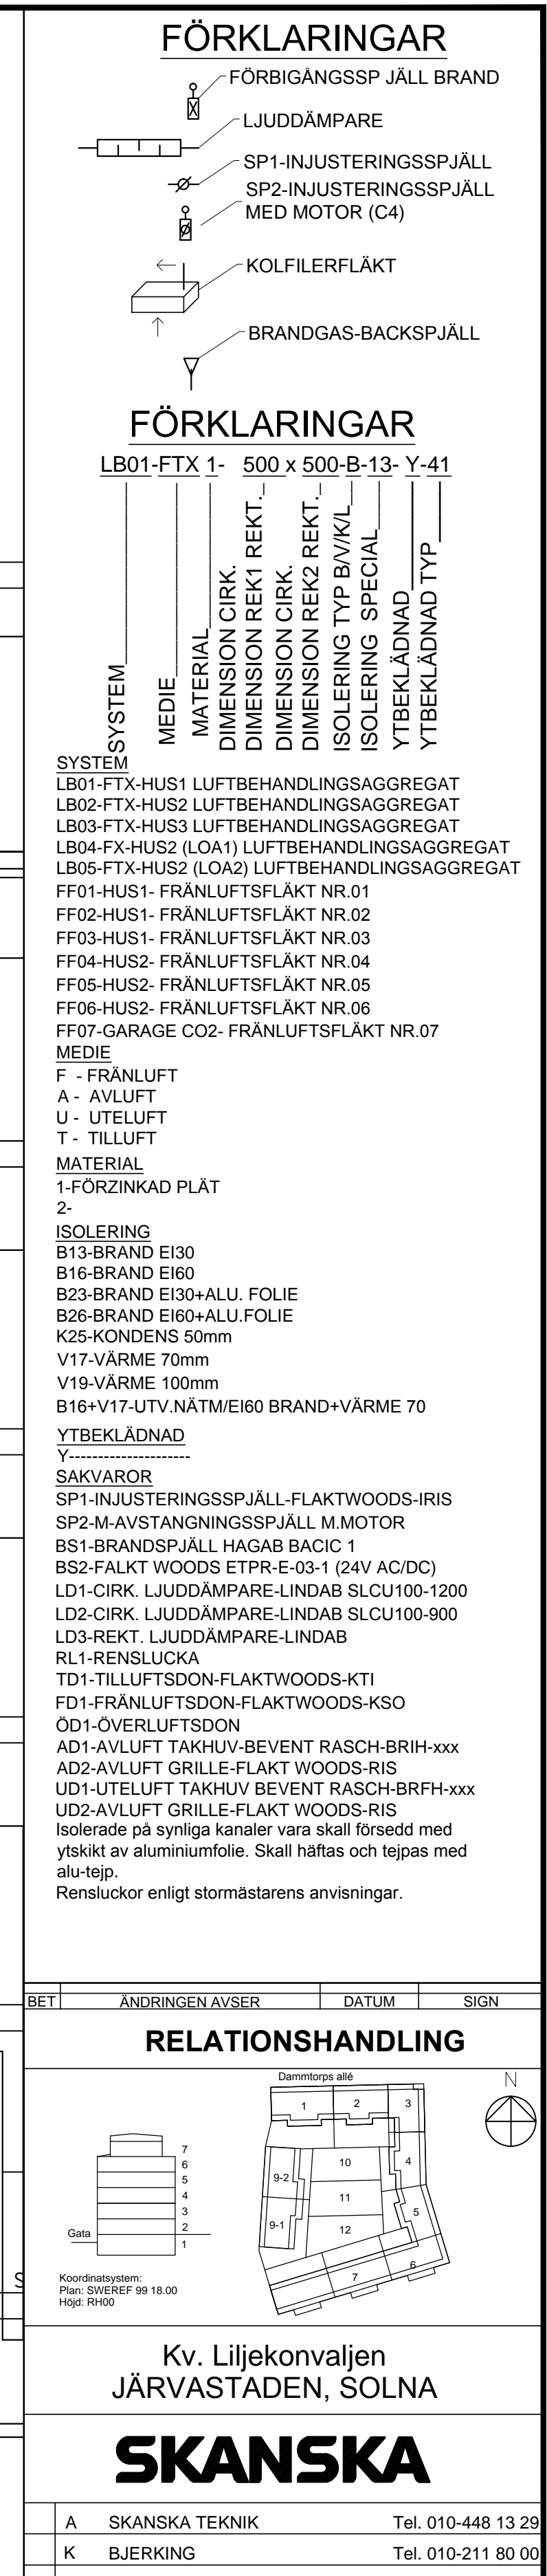 FÖRKLARINGAR
FÖRBIGÅNGSSP JÄLL BRAND
LJUDDÄMPARE
SP1-INJUSTERINGSSPJÄLL
SP2-INJUSTERINGSSPJÄLL
MED MOTOR (C4)
KOLFILERFLÄKT
BRANDGAS-BACKSPJÄLL
FÖRKLARINGAR
LB01-FTX 1- 500 x 500-B-13- Y-41
SYSTEM
MEDIE
MATERIAL
DIMENSION CIRK.
DIMENSION REK1 REKT.
DIMENSION CIRK.
DIMENSION REK2 REKT.
ISOLERING TYP B/V/K/L
ISOLERING SPECIAL
YTBEKLÄDNAD
YTBEKLÄDNAD TYP
SYSTEM
LB01-FTX-HUS1 LUFTBEHANDLINGSAGGREGAT
LB02-FTX-HUS2 LUFTBEHANDLINGSAGGREGAT
LB03-FTX-HUS3 LUFTBEHANDLINGSAGGREGAT
LB04-FX-HUS2 (LOA1) LUFTBEHANDLINGSAGGREGAT
LB05-FTX-HUS2 (LOA2) LUFTBEHANDLINGSAGGREGAT
FF01-HUS1- FRÄNLUFTSFLÄKT NR.01
FF02-HUS1- FRÄNLUFTSFLÄKT NR.02
FF03-HUS1- FRÄNLUFTSFLÄKT NR.03
FF04-HUS2- FRÄNLUFTSFLÄKT NR.04
FF05-HUS2- FRÄNLUFTSFLÄKT NR.05
FF06-HUS2- FRÄNLUFTSFLÄKT NR.06
FF07-GARAGE CO2- FRÄNLUFTSFLÄKT NR.07
MEDIE
F - FRÄNLUFT
A - AVLUFT
U - UTELUFT
T - TILLUFT
MATERIAL
1-FÖRZINKAD PLÄT
2-
ISOLERING
B13-BRAND EI30
B16-BRAND EI60
B23-BRAND EI30+ALU. FOLIE
B26-BRAND EI60+ALU.FOLIE
K25-KONDENS 50mm
V17-VÄRME 70mm
V19-VÄRME 100mm
B16+V17-UTV.NÄTM/EI60 BRAND+VÄRME 70
YTBEKLÄDNAD
Y---------------------
SAKVAROR
SP1-INJUSTERINGSSPJÄLL-FLAKTWOODS-IRIS
SP2-M-AVSTANGNINGSSPJÄLL M.MOTOR
BS1-BRANDSPJÄLL HAGAB BACIC 1
BS2-FALKT WOODS ETPR-E-03-1 (24V AC/DC)
LD1-CIRK. LJUDDÄMPARE-LINDAB SLCU100-1200
LD2-CIRK. LJUDDÄMPARE-LINDAB SLCU100-900
LD3-REKT. LJUDDÄMPARE-LINDAB
RL1-RENSLUCKA
TD1-TILLUFTSDON-FLAKTWOODS-KTI
FD1-FRÄNLUFTSDON-FLAKTWOODS-KSO
ÖD1-ÖVERLUFTSDON
AD1-AVLUFT TAKHUV-BEVENT RASCH-BRIH-xxx
AD2-AVLUFT GRILLE-FLAKT WOODS-RIS
UD1-UTELUFT TAKHUV BEVENT RASCH-BRFH-xxx
UD2-AVLUFT GRILLE-FLAKT WOODS-RIS
Isolerade på synliga kanaler vara skall försedd med
ytskikt av aluminiumfolie. Skall häftas och tejpas med
alu-tejp.
Rensluckor enligt stormästarens anvisningar.
BET ÄNDRINGEN AVSER DATUM SIGN
RELATIONSHANDLING
Dammtorps allé
N
1 2 3
4
5
6
7
9-2
9-1
10
11
12
7
6
5
4
3
2
1
Gata
Koordinatsystem:
Plan: SWEREF 99 18.00
Höjd: RH00
Kv. Liljekonvaljen
JÄRVASTADEN, SOLNA
SKANSKA
A SKANSKA TEKNIK Tel. 010-448 13 29
K BJERKING Tel. 010-211 80 00